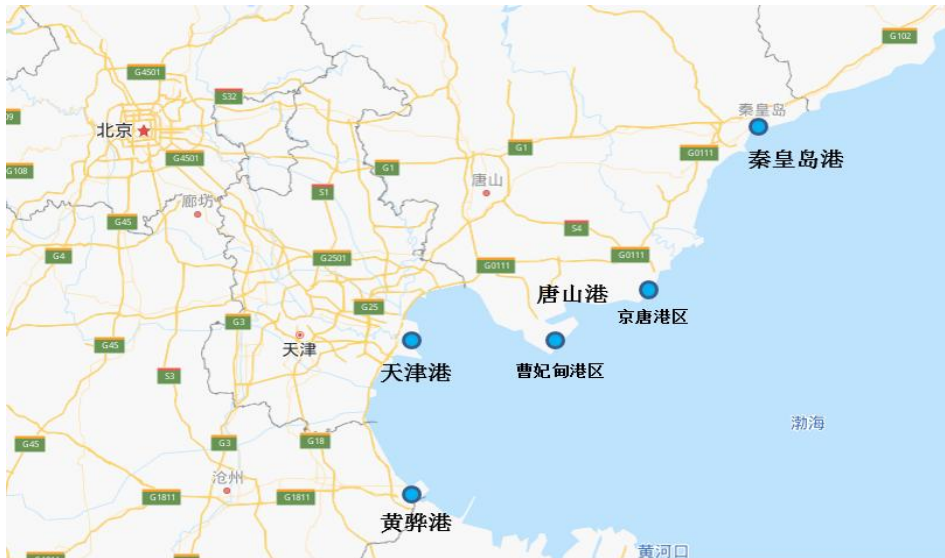 G102
G4501
秦皇岛
S32
09
北京
秦皇岛港
G1
G0111
G4501
G1
G108
唐山
S1
廊坊
G45
S4
G4
G2501
G0111
G0111
唐山港
G25
京唐港区
G3
天津
G45
天津港
曹妃甸港区
S3
渤海
G45
G3
G18
沧州
G1811
G1811
黄骅港
黄河口